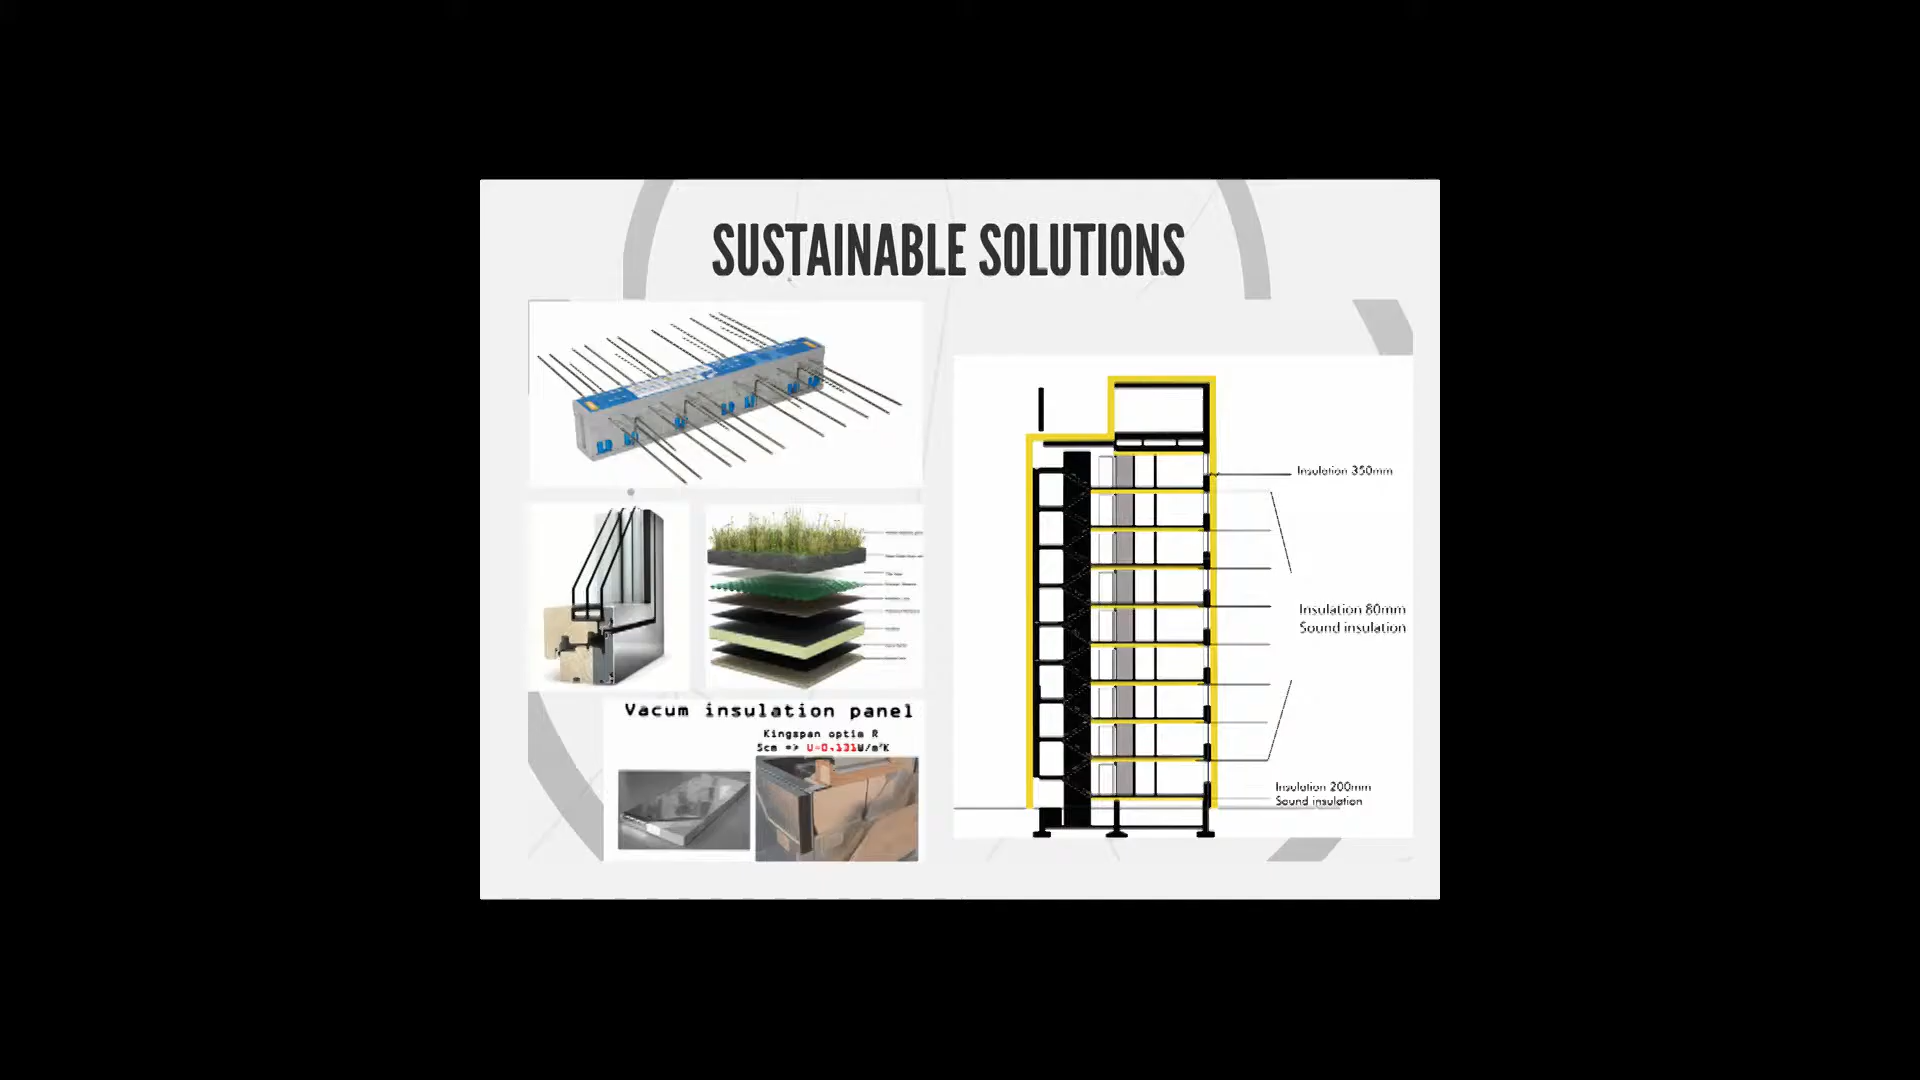 SUSTAINABLE SOLUTIONS
Vacum insulation panel
Kingspan optim R
5cm => U=0,131W/m²K
Insulation 350mm
Insulation 80mm
Sound insulation
Insulation 200mm
Sound insulation